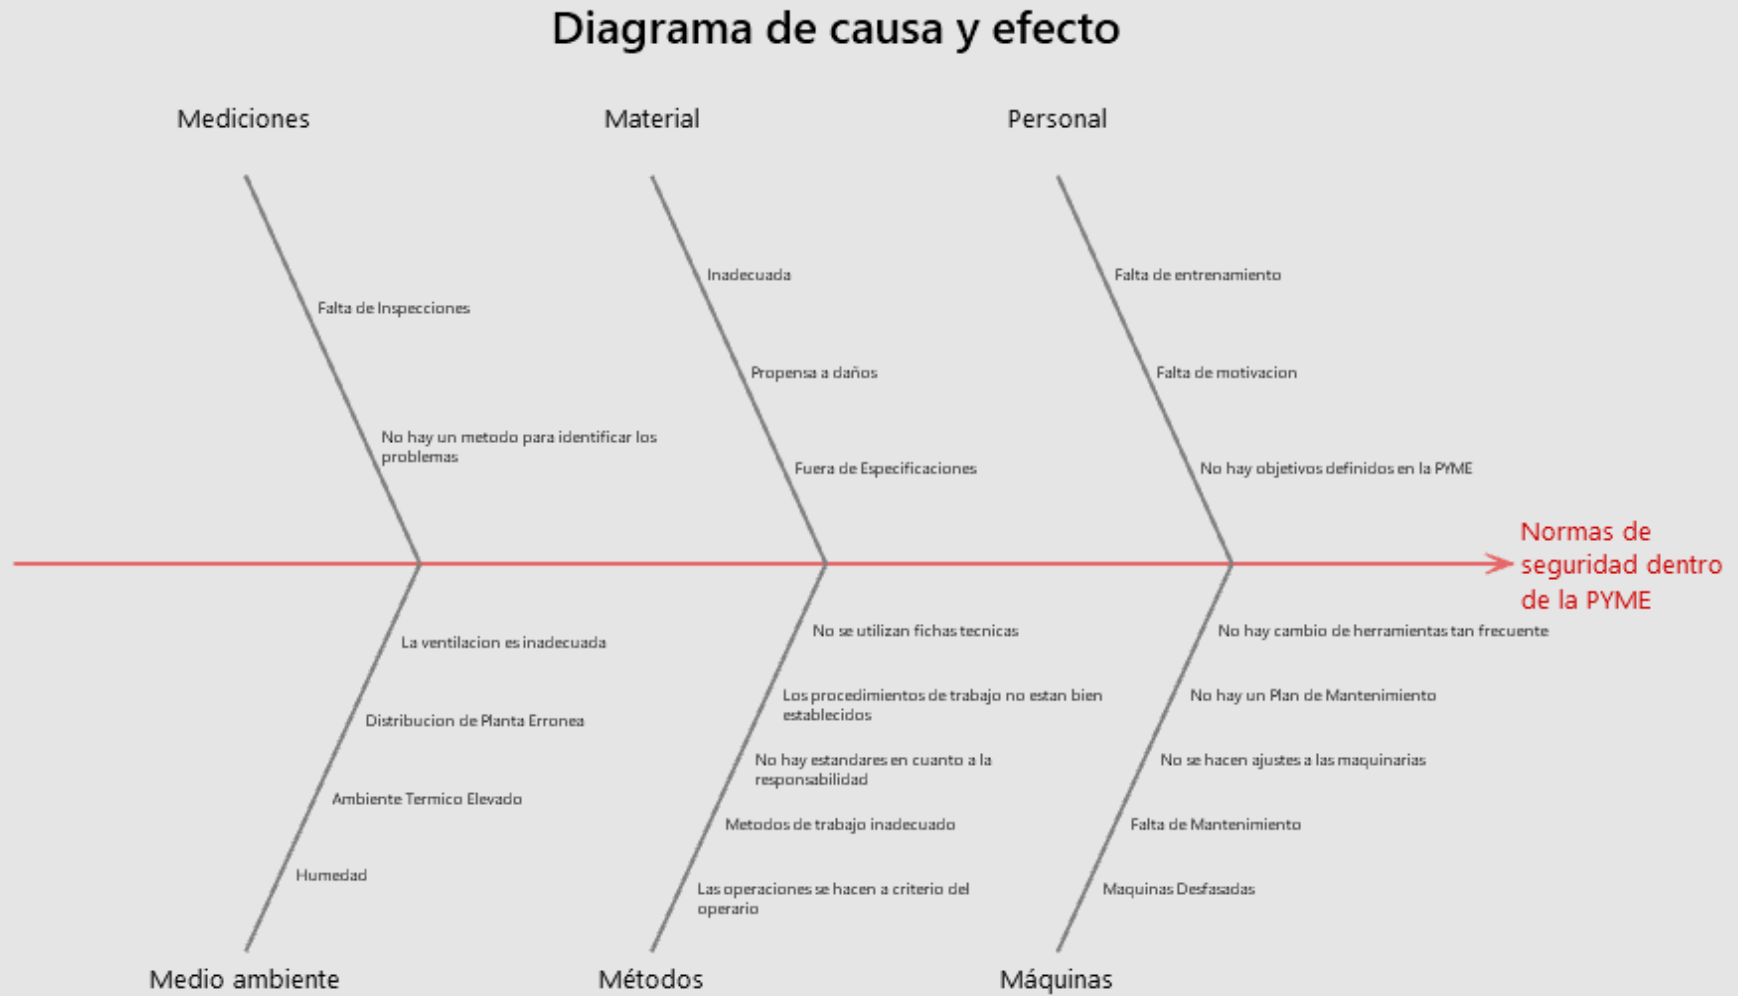 Diagrama de causa y efecto
Mediciones
Material
Personal
Falta de Inspecciones
No hay un metodo para identificar los
problemas
Inadecuada
Propensa a daños
Fuera de Especificaciones
Falta de entrenamiento
Falta de motivacion
No hay objetivos definidos en la PYME
Normas de
seguridad dentro
de la PYME
La ventilacion es inadecuada
Distribucion de Planta Erronea
Ambiente Termico Elevado
Humedad
No se utilizan fichas tecnicas
Los procedimientos de trabajo no estan bien
establecidos
No hay estandares en cuanto a la
responsabilidad
Metodos de trabajo inadecuado
Las operaciones se hacen a criterio del
operario
No hay cambio de herramientas tan frecuente
No hay un Plan de Mantenimiento
No se hacen ajustes a las maquinarias
Falta de Mantenimiento
Maquinas Desfasadas
Medio ambiente
Métodos
Máquinas